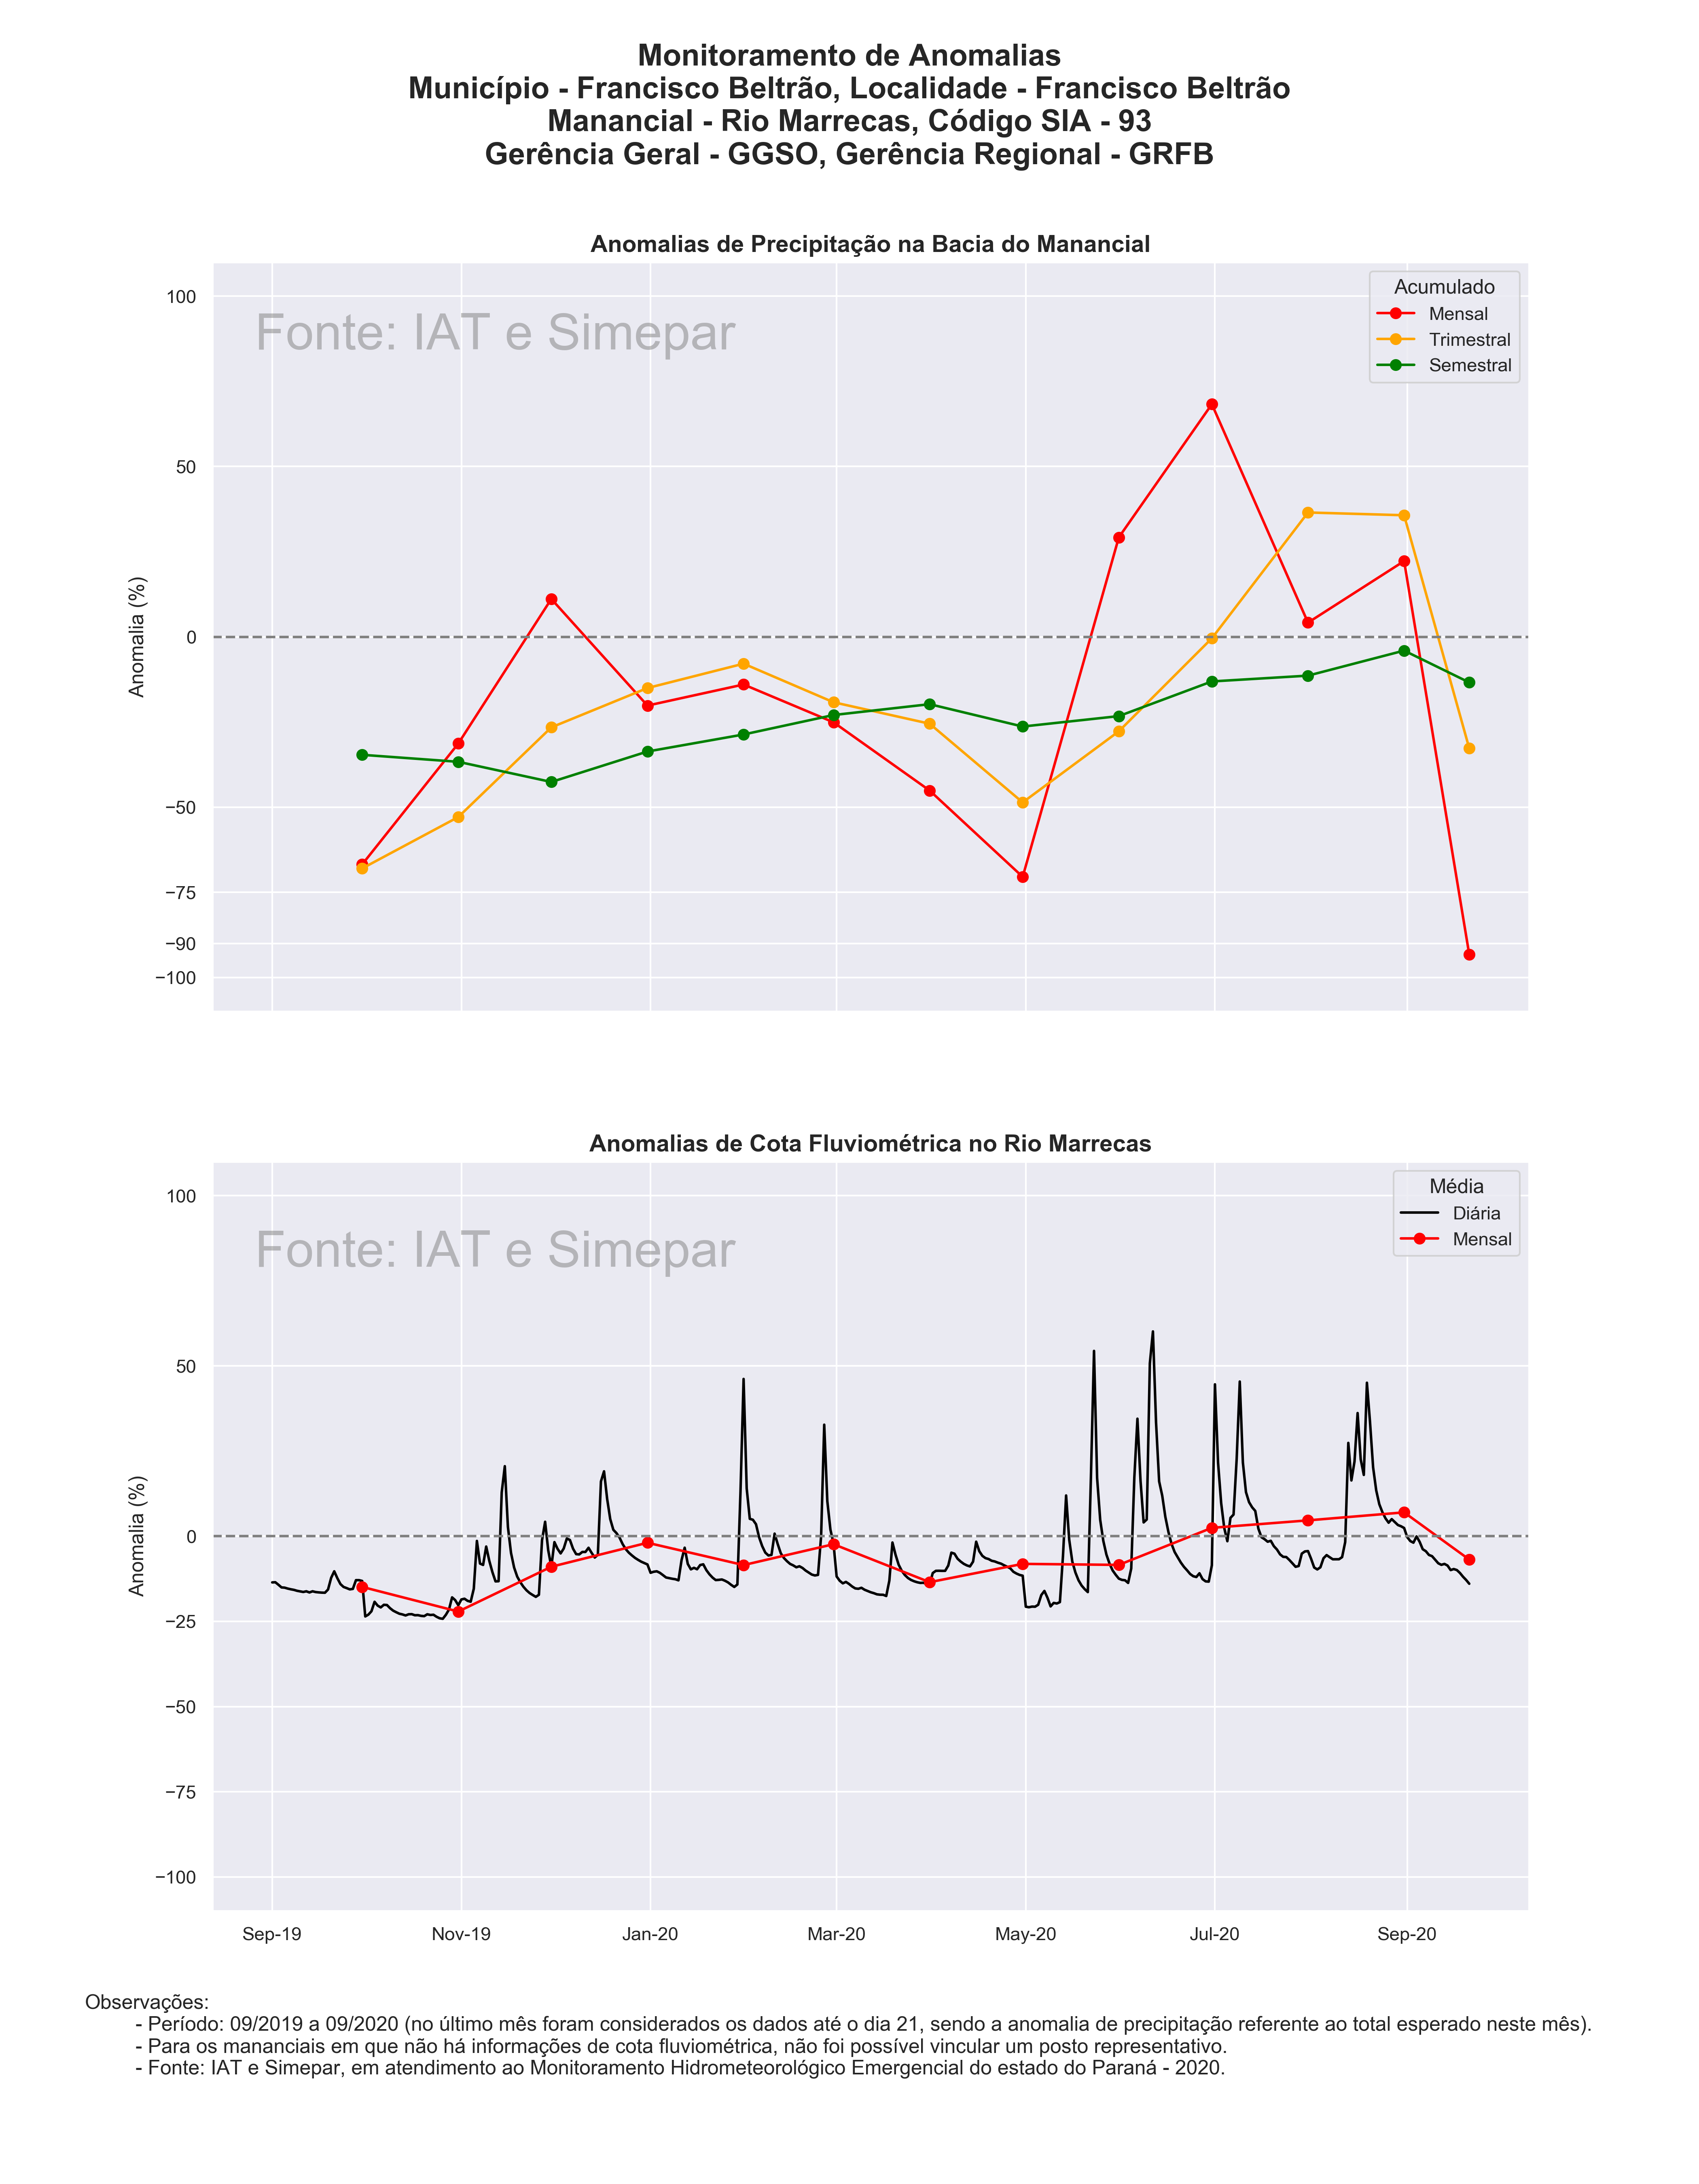 Monitoramento de Anomalias
Município - Francisco Beltrão, Localidade - Francisco Beltrão
Manancial - Rio Marrecas, Código SIA - 93
Gerência Geral - GGSO, Gerência Regional - GRFB
Anomalias de Precipitação na Bacia do Manancial
Fonte: IAT e Simepar
Acumulado
Mensal
Trimestral
Semestral
Anomalia (%)
100
50
0
−50
−75
−90
−100
Anomalias de Cota Fluviométrica no Rio Marrecas
Fonte: IAT e Simepar
Média
Diária
Mensal
Anomalia (%)
100
50
0
−25
−50
−75
−100
Sep-19 Nov-19 Jan-20 Mar-20 May-20 Jul-20 Sep-20
Observações:
- Período: 09/2019 a 09/2020 (no último mês foram considerados os dados até o dia 21, sendo a anomalia de precipitação referente ao total esperado neste mês).
- Para os mananciais em que não há informações de cota fluviométrica, não foi possível vincular um posto representativo.
- Fonte: IAT e Simepar, em atendimento ao Monitoramento Hidrometeorológico Emergencial do estado do Paraná - 2020.